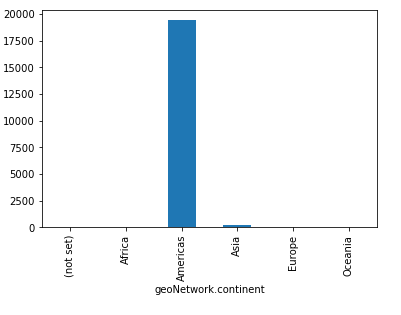 20000
17500
15000
12500
10000
7500
5000
2500
0
(not set)
Africa
Americas
Asia
Europe
Oceania
geoNetwork.continent